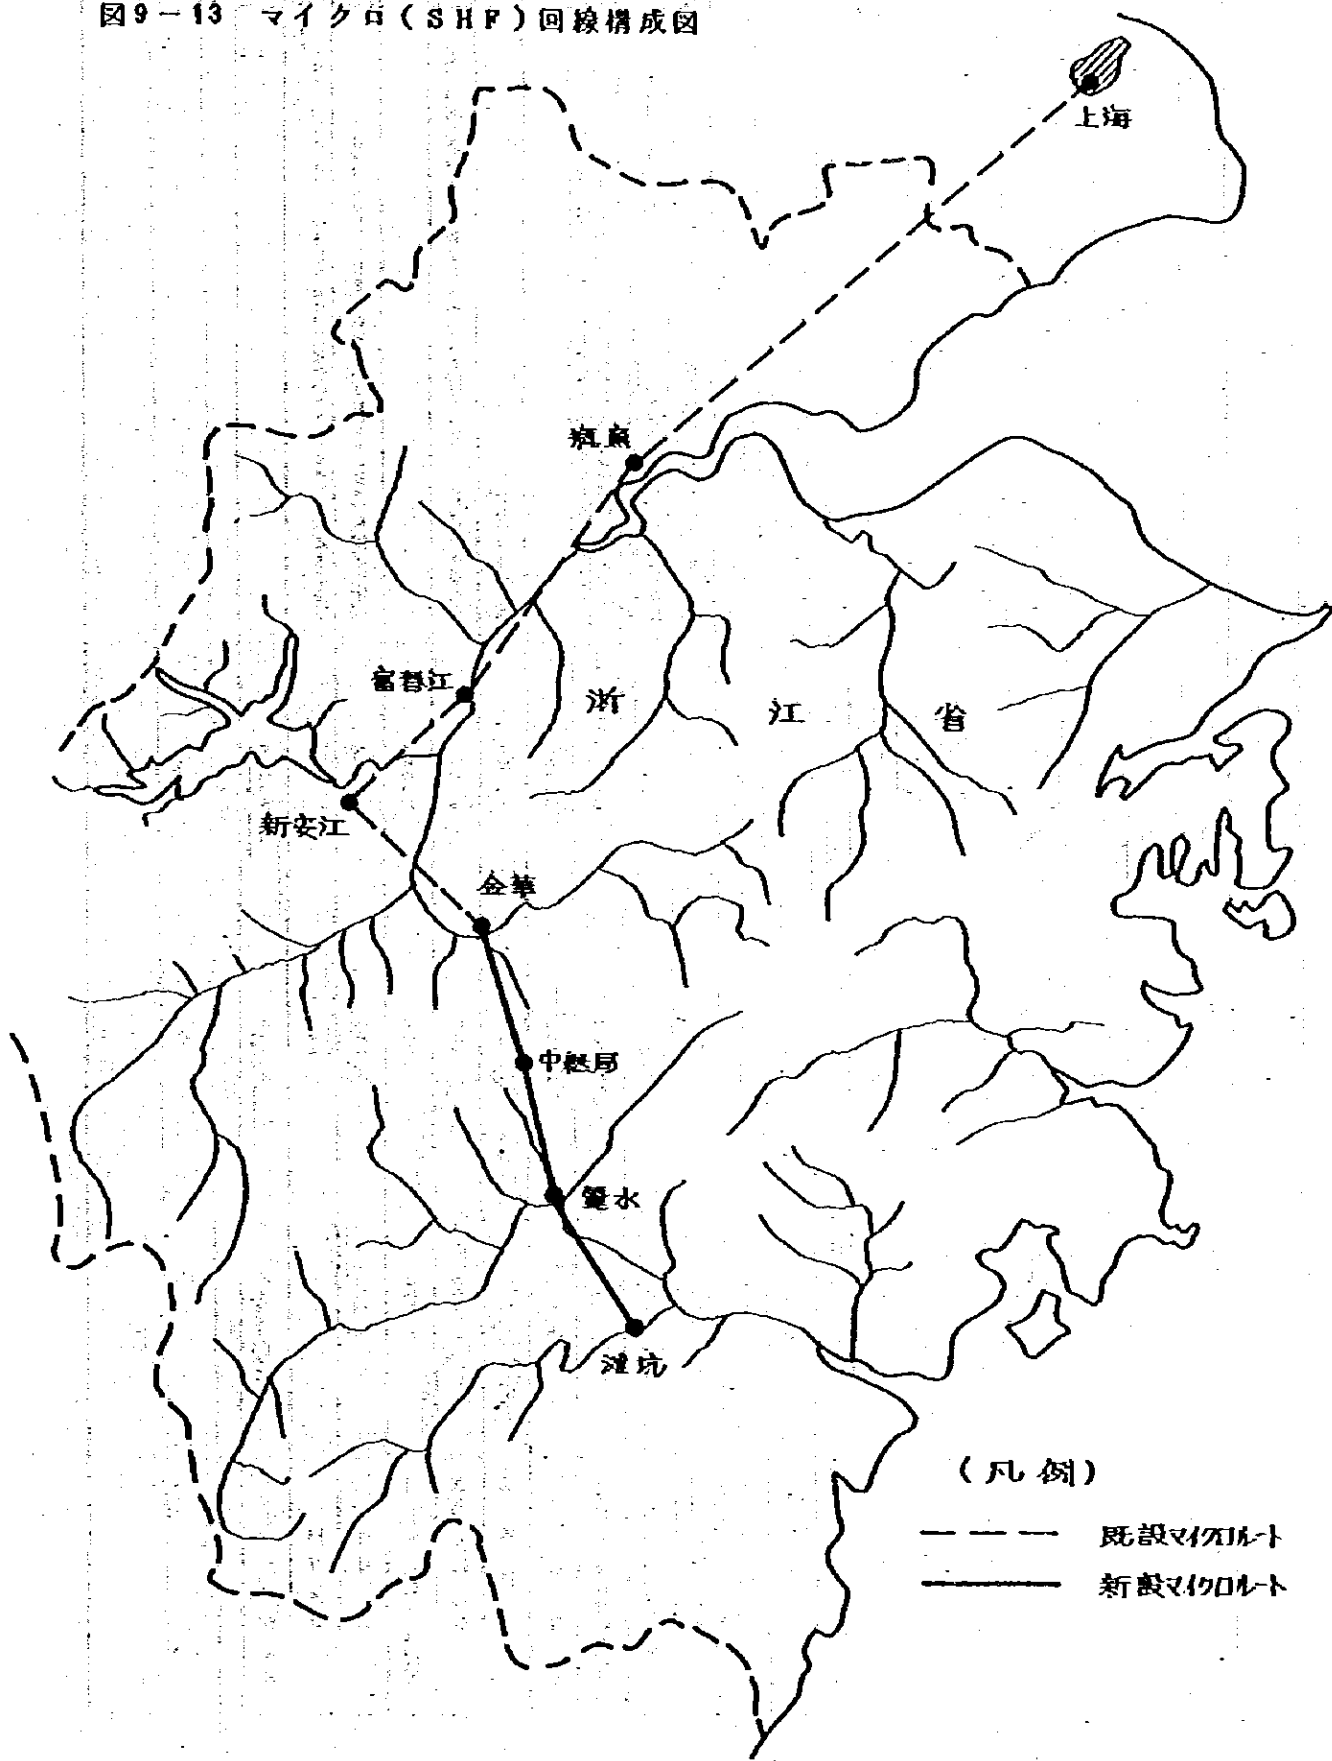 図9-13 マイクロ(SHF)回線構成図
上海
富春江
浙江省
新安江
金華
中継局
麗水
灘坑
(凡例)
既設マイクロルート
新設マイクロルート